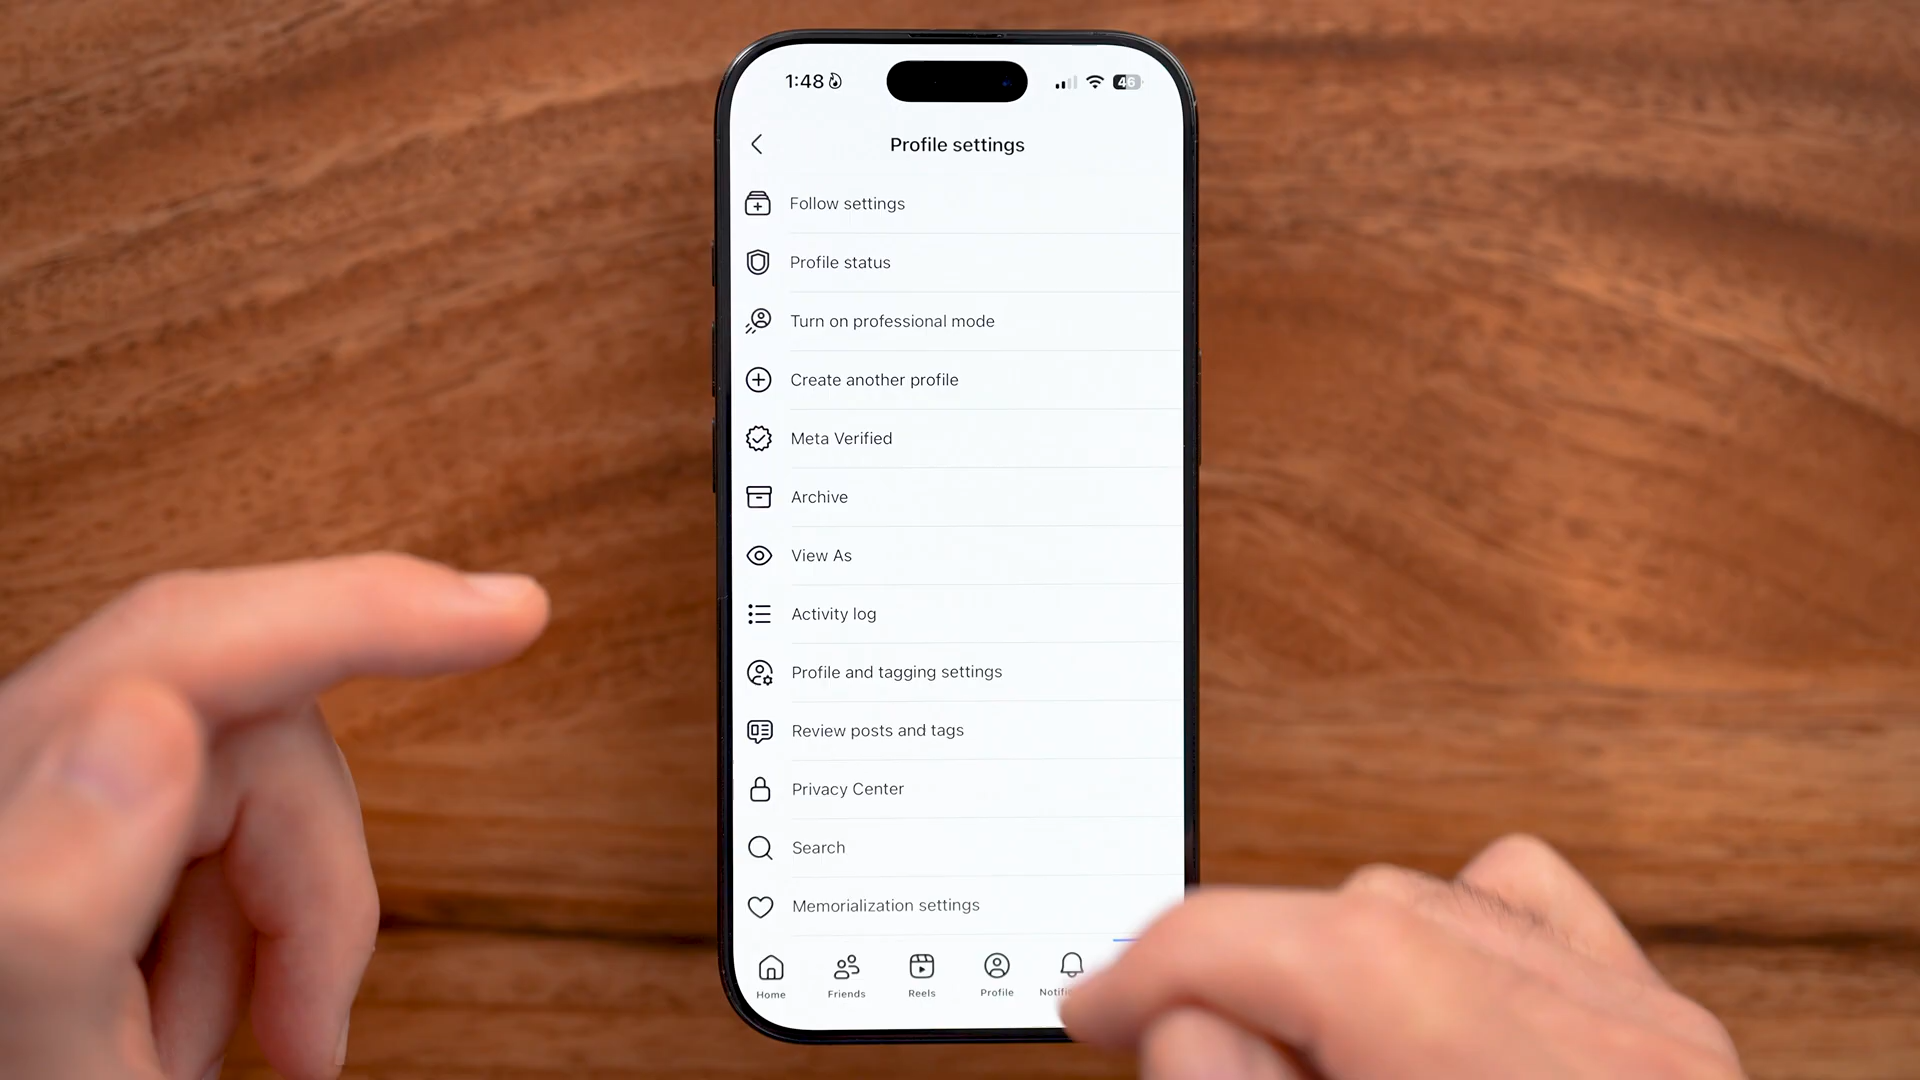 1:48
46
Profile settings
Follow settings
Profile status
Turn on professional mode
Create another profile
Meta Verified
Archive
View As
Activity log
Profile and tagging settings
Review posts and tags
Privacy Center
Search
Memorialization settings
Home Friends Reels Profile